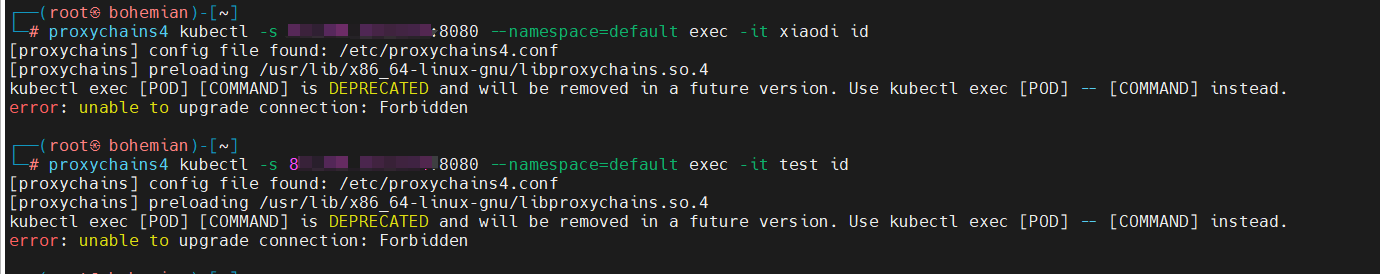 ┌──(root㉿ bohemian)-[~]
└─# proxychains4 kubectl -s :8080 --namespace=default exec -it xiaodi id
[proxychains] config file found: /etc/proxychains4.conf
[proxychains] preloading /usr/lib/x86_64-linux-gnu/libproxychains.so.4
kubectl exec [POD] [COMMAND] is DEPRECATED and will be removed in a future version. Use kubectl exec [POD] -- [COMMAND] instead.
error: unable to upgrade connection: Forbidden
┌──(root㉿ bohemian)-[~]
└─# proxychains4 kubectl -s 8 :8080 --namespace=default exec -it test id
[proxychains] config file found: /etc/proxychains4.conf
[proxychains] preloading /usr/lib/x86_64-linux-gnu/libproxychains.so.4
kubectl exec [POD] [COMMAND] is DEPRECATED and will be removed in a future version. Use kubectl exec [POD] -- [COMMAND] instead.
error: unable to upgrade connection: Forbidden